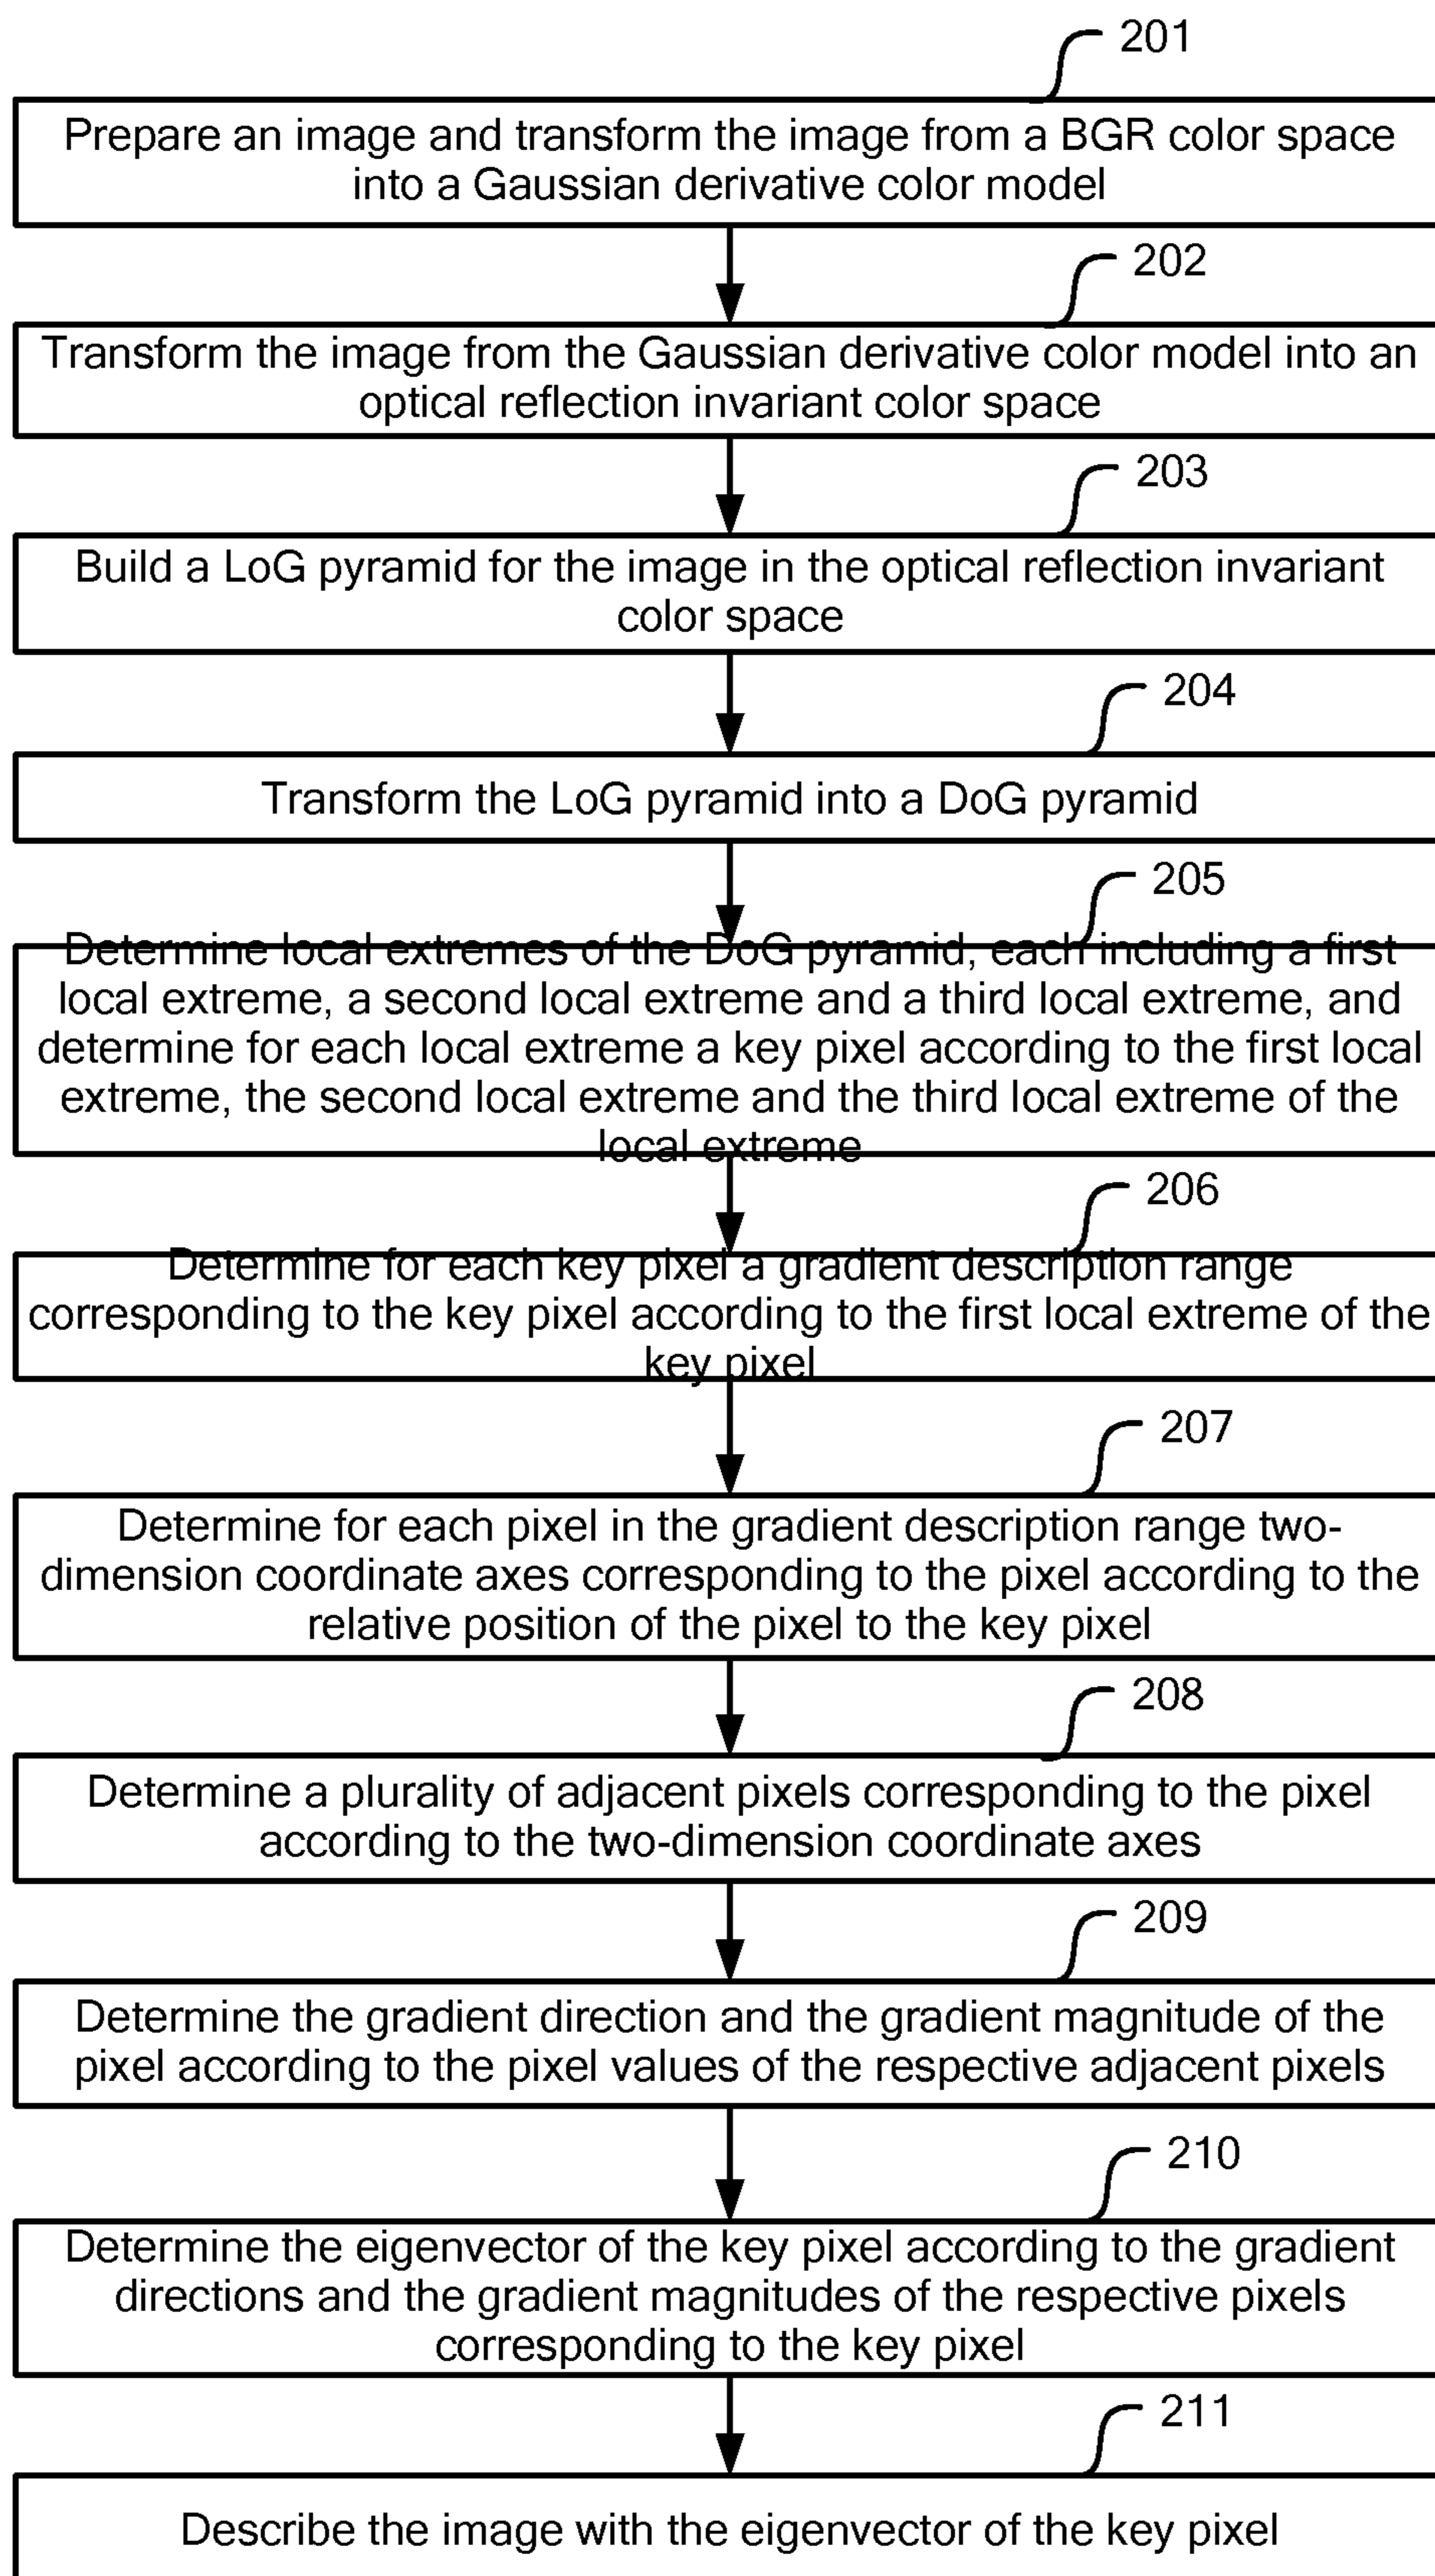 201
Prepare an image and transform the image from a BGR color space
into a Gaussian derivative color model
202
Transform the image from the Gaussian derivative color model into an
optical reflection invariant color space
203
Build a LoG pyramid for the image in the optical reflection invariant
color space
204
Transform the LoG pyramid into a DoG pyramid
205
Determine local extremes of the DoG pyramid, each including a first
local extreme, a second local extreme and a third local extreme, and
determine for each local extreme a key pixel according to the first local
extreme, the second local extreme and the third local extreme of the
local extreme
206
Determine for each key pixel a gradient description range
corresponding to the key pixel according to the first local extreme of the
key pixel
207
Determine for each pixel in the gradient description range two-
dimension coordinate axes corresponding to the pixel according to the
relative position of the pixel to the key pixel
208
Determine a plurality of adjacent pixels corresponding to the pixel
according to the two-dimension coordinate axes
209
Determine the gradient direction and the gradient magnitude of the
pixel according to the pixel values of the respective adjacent pixels
210
Determine the eigenvector of the key pixel according to the gradient
directions and the gradient magnitudes of the respective pixels
corresponding to the key pixel
211
Describe the image with the eigenvector of the key pixel